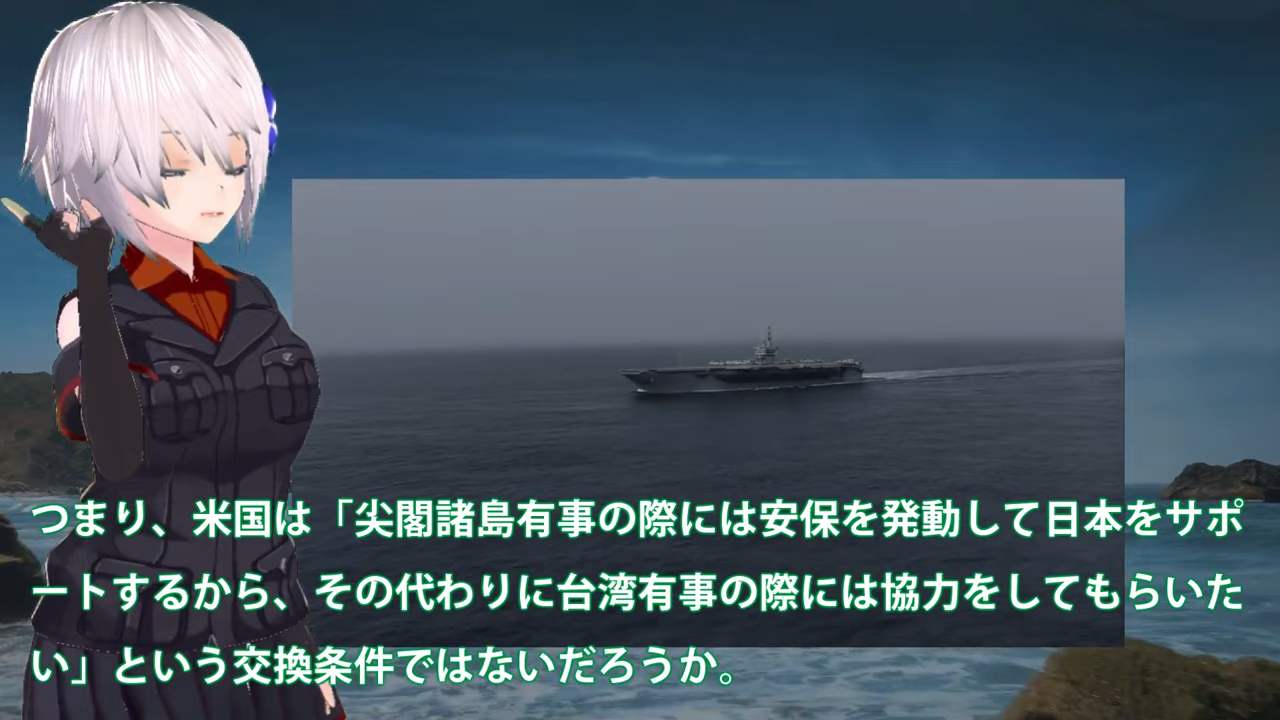 つまり、米国は「尖閣諸島有事の際には安保を発動して日本をサポ
ートするから、その代わりに台湾有事の際には協力をしてもらいた
い」という交換条件ではないだろうか。